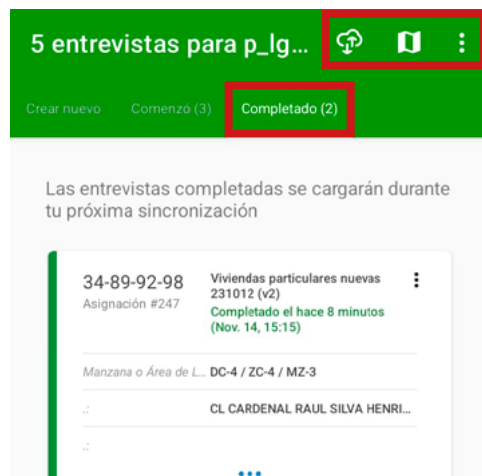 5 entrevistas para p_lg...
Crear nuevo Comenzó (3) Completado (2)
Las entrevistas completadas se cargarán durante
tu próxima sincronización
34-89-92-98
Asignación #247
Viviendas particulares nuevas
231012 (v2)
Completado el hace 8 minutos
(Nov. 14, 15:15)
Manzana o Área de L... DC-4 / ZC-4 / MZ-3
.: CL CARDENAL RAUL SILVA HENRI...
.: